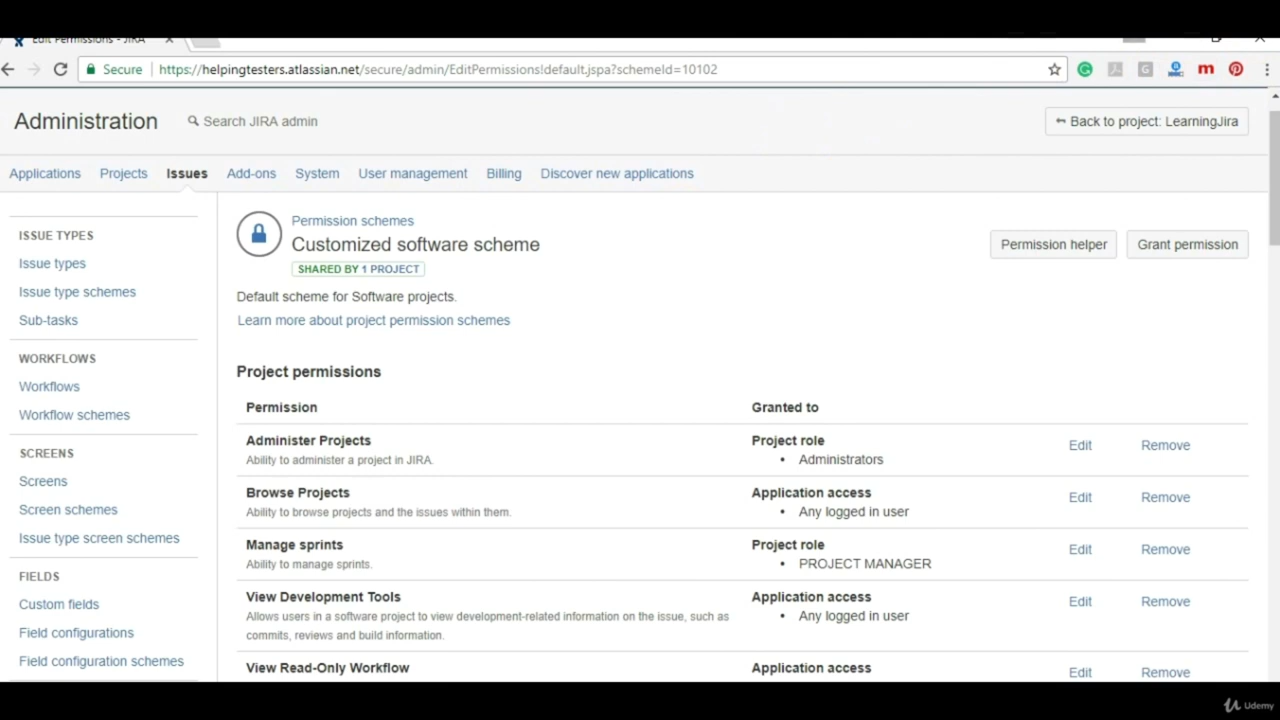 Edit Permissions - JIRA
Secure https://helpingtesters.atlassian.net/secure/admin/EditPermissions!default.jspa?schemeId=10102
Administration
Search JIRA admin
Back to project: LearningJira
Applications Projects Issues Add-ons System User management Billing Discover new applications
ISSUE TYPES
Issue types
Issue type schemes
Sub-tasks
WORKFLOWS
Workflows
Workflow schemes
SCREENS
Screens
Screen schemes
Issue type screen schemes
FIELDS
Custom fields
Field configurations
Field configuration schemes
Permission schemes
Customized software scheme
SHARED BY 1 PROJECT
Permission helper
Grant permission
Default scheme for Software projects.
Learn more about project permission schemes
Project permissions
Permission Granted to
Administer Projects Project role
Ability to administer a project in JIRA. • Administrators Edit Remove
Browse Projects Application access
Ability to browse projects and the issues within them. • Any logged in user Edit Remove
Manage sprints Project role
Ability to manage sprints. • PROJECT MANAGER Edit Remove
View Development Tools Application access
Allows users in a software project to view development-related information on the issue, such as • Any logged in user Edit Remove
commits, reviews and build information.
View Read-Only Workflow Application access Edit Remove
Udemy